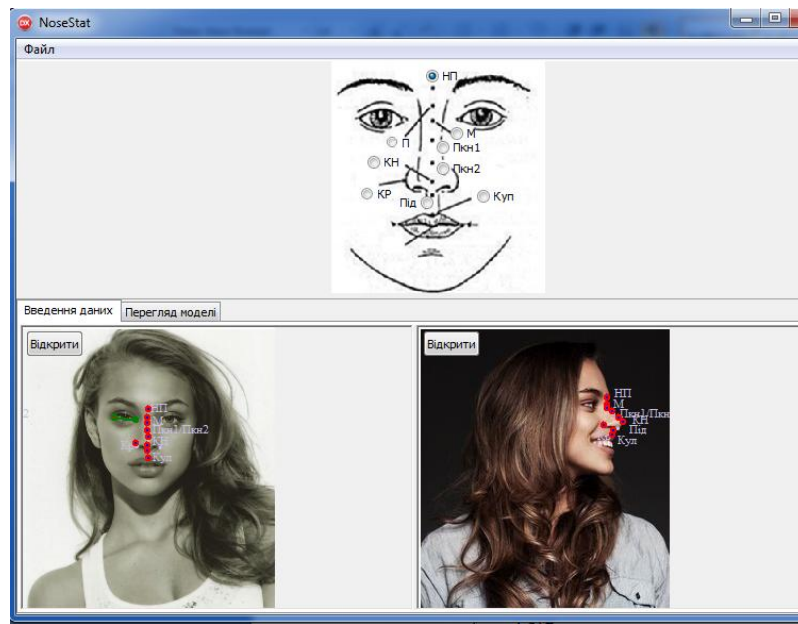 NoseStat
Файл
НП
М
П
Пкн1
КН
Пкн2
КР
Під
Куп
Введення даних
Перегляд моделі
Відкрити
НП
М
Пкн1/Пкн2
КН
Кр
Куп
Відкрити
НП
М
Пкн1/Пкн
КН
Під
Куп